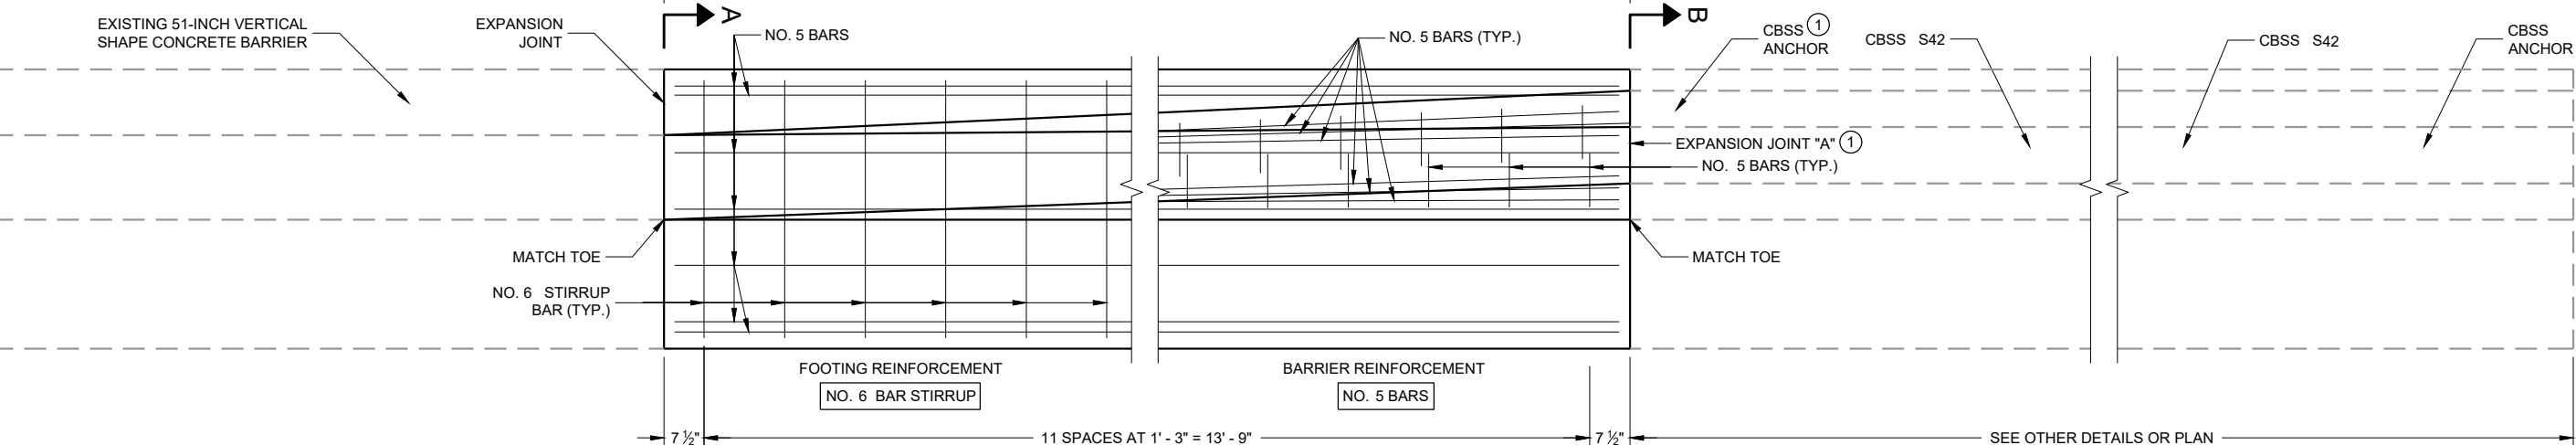 EXISTING 51-INCH VERTICAL
SHAPE CONCRETE BARRIER
EXPANSION
JOINT
A
NO. 5 BARS
NO. 5 BARS (TYP.)
B
CBSS 1
ANCHOR
CBSS S42
CBSS S42
CBSS
ANCHOR
EXPANSION JOINT "A" 1
NO. 5 BARS (TYP.)
MATCH TOE
MATCH TOE
NO. 6 STIRRUP
BAR (TYP.)
FOOTING REINFORCEMENT
NO. 6 BAR STIRRUP
BARRIER REINFORCEMENT
NO. 5 BARS
7 ½"
11 SPACES AT 1' - 3" = 13' - 9"
7 ½"
SEE OTHER DETAILS OR PLAN